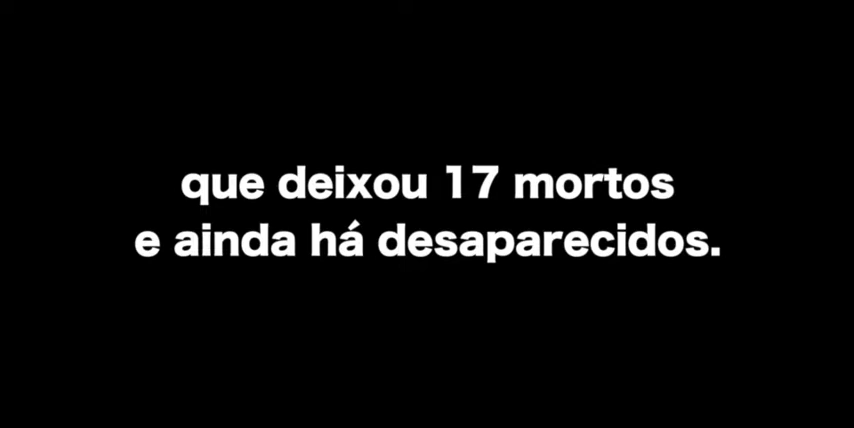 que deixou 17 mortos
e ainda há desaparecidos.